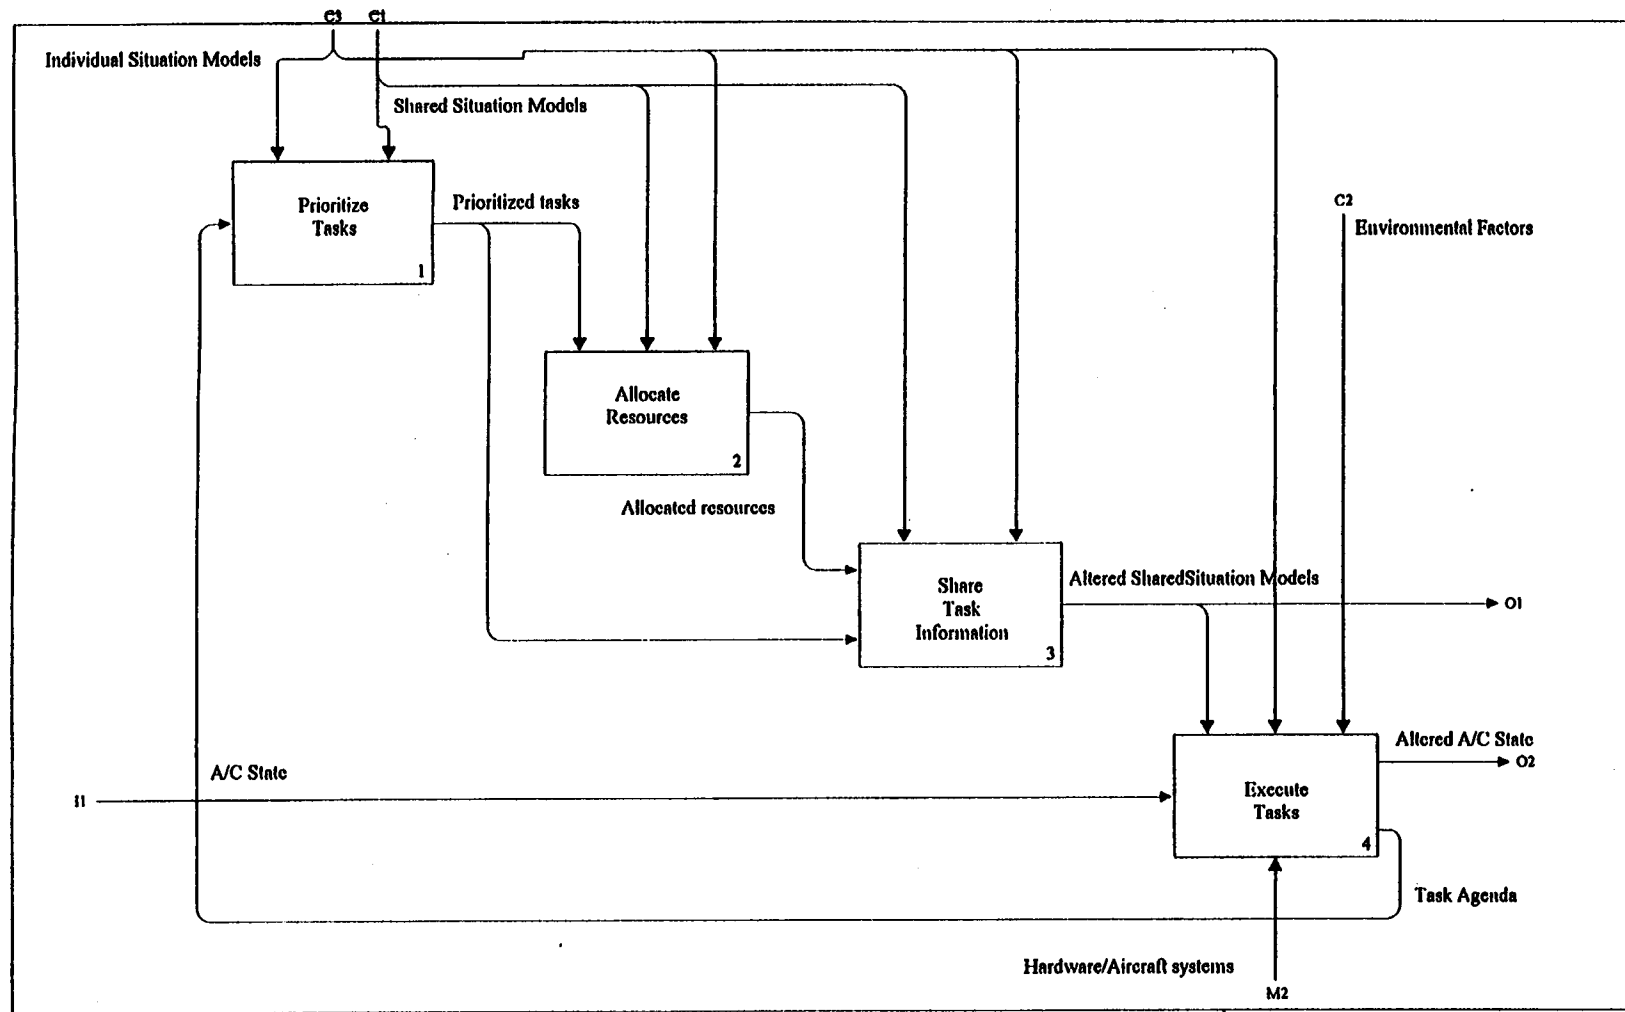 C3 C1
Individual Situation Models
Shared Situation Models
Prioritize
Tasks
1
Prioritized tasks
C2
Environmental Factors
Allocate
Resources
2
Allocated resources
Share
Task
Information
3
Altered SharedSituation Models
O1
Altered A/C State
O2
A/C State
I1
Execute
Tasks
4
Task Agenda
Hardware/Aircraft systems
M2